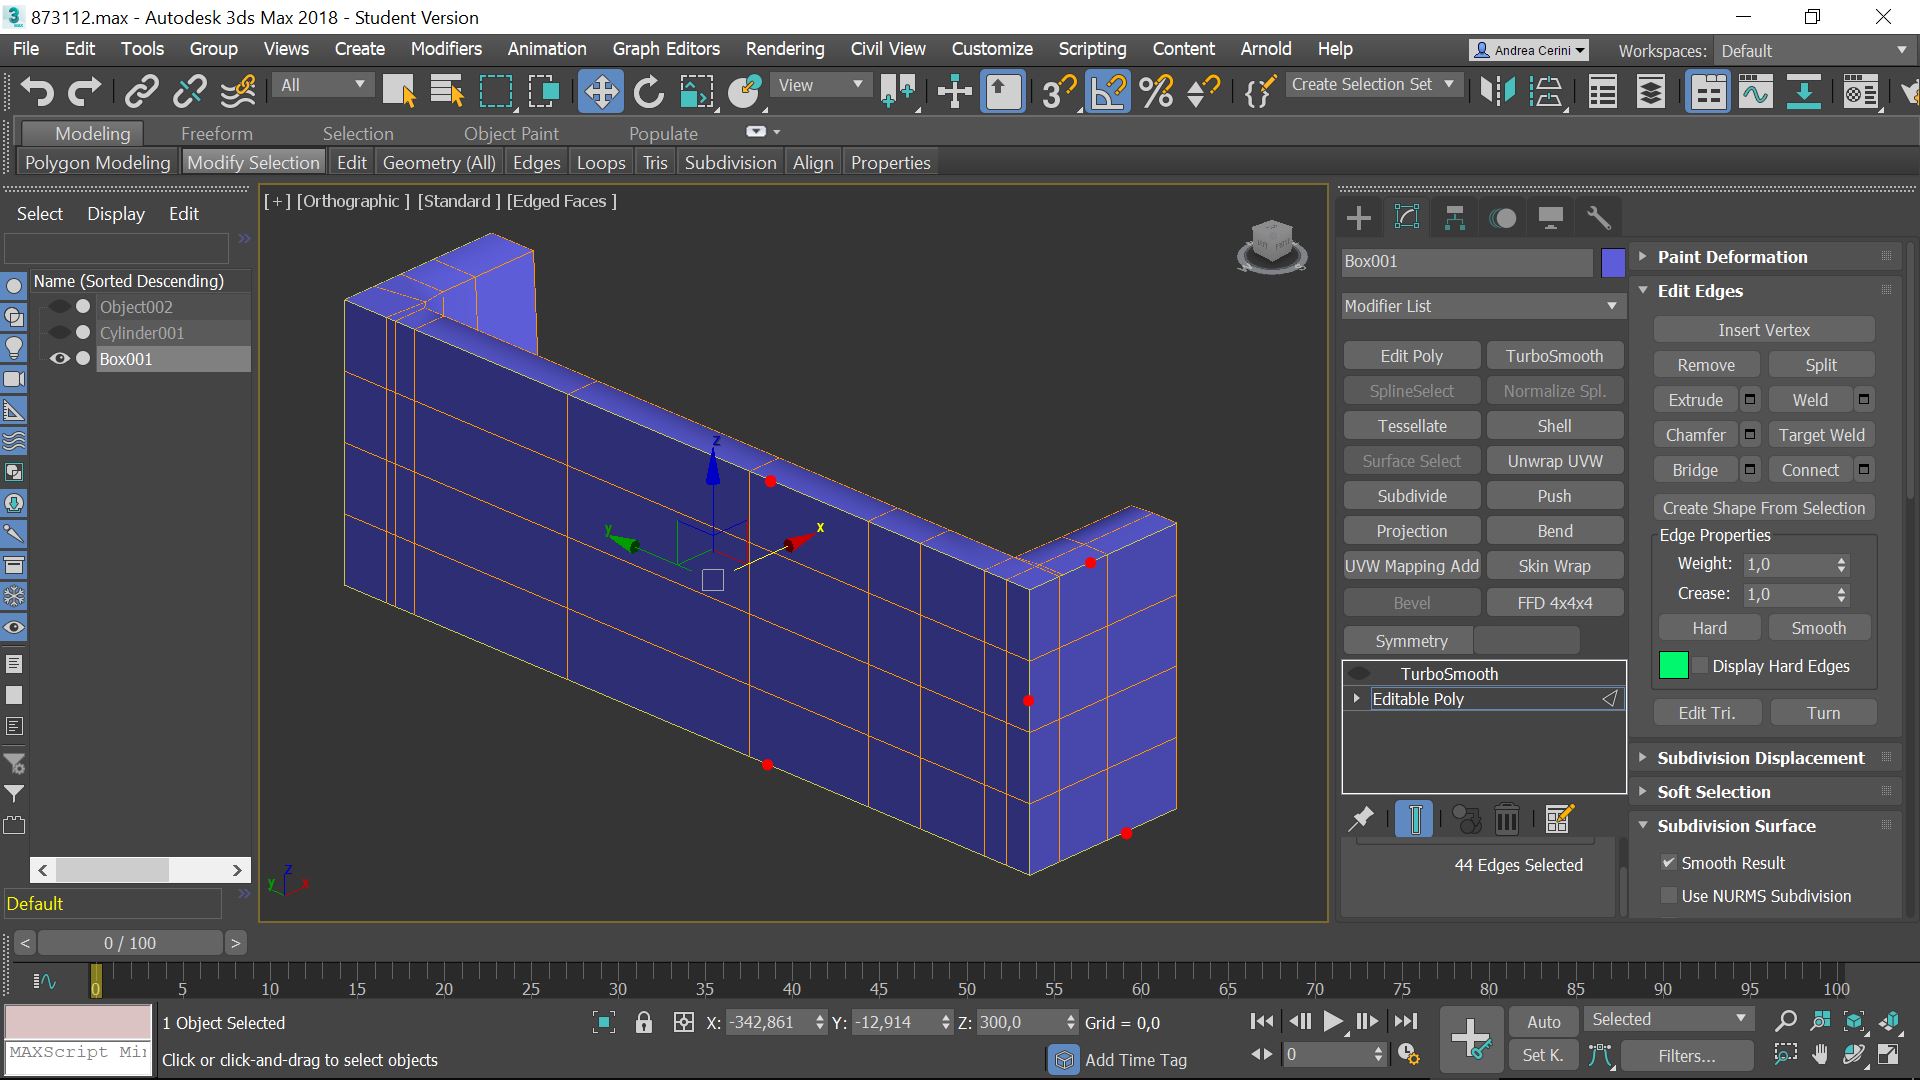 873112.max - Autodesk 3ds Max 2018 - Student Version
File Edit Tools Group Views Create Modifiers Animation Graph Editors Rendering Civil View Customize Scripting Content Arnold Help Andrea Cerini Workspaces: Default
All View 3 Create Selection Set
Modeling Freeform Selection Object Paint Populate
Polygon Modeling Modify Selection Edit Geometry (All) Edges Loops Tris Subdivision Align Properties
Select Display Edit
Name (Sorted Descending)
Object002
Cylinder001
Box001
Default
0 / 100
[ + ] [Orthographic ] [Standard ] [Edged Faces ]
z
x
y
z
y
x
Box001
Modifier List
Edit Poly TurboSmooth
SplineSelect Normalize Spl.
Tessellate Shell
Surface Select Unwrap UVW
Subdivide Push
Projection Bend
UVW Mapping Add Skin Wrap
Bevel FFD 4x4x4
Symmetry
TurboSmooth
Editable Poly
44 Edges Selected
Paint Deformation
Edit Edges
Insert Vertex
Remove Split
Extrude Weld
Chamfer Target Weld
Bridge Connect
Create Shape From Selection
Edge Properties
Weight: 1,0
Crease: 1,0
Hard Smooth
Display Hard Edges
Edit Tri. Turn
Subdivision Displacement
Soft Selection
Subdivision Surface
Smooth Result
Use NURMS Subdivision
0 5 10 15 20 25 30 35 40 45 50 55 60 65 70 75 80 85 90 95 100
1 Object Selected X: -342,861 Y: -12,914 Z: 300,0 Grid = 0,0 Auto Selected
MAXScript Mi
Click or click-and-drag to select objects Add Time Tag 0 Set K. Filters...